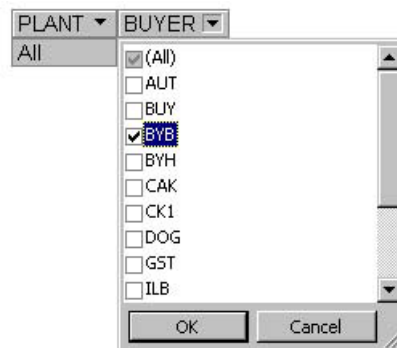 PLANT BUYER
All
(All)
AUT
BUY
BYB
BYH
CAK
CK1
DOG
GST
ILB
OK Cancel